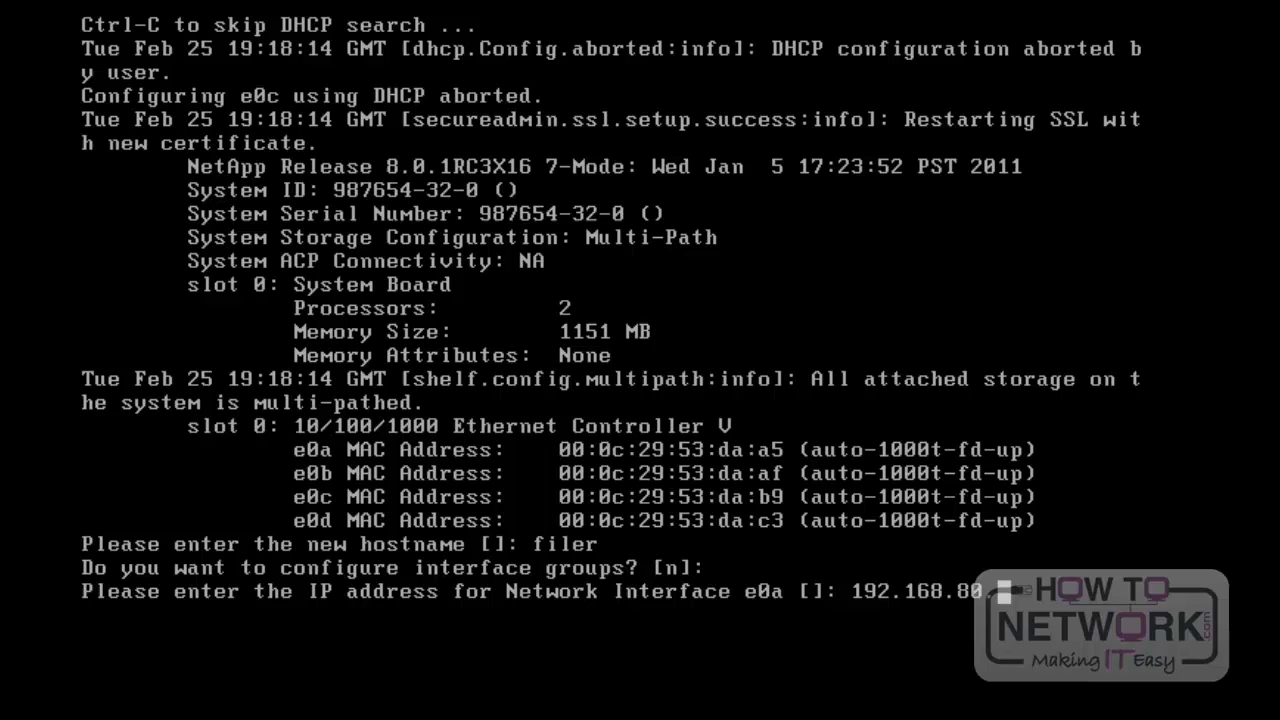 Ctrl-C to skip DHCP search ...
Tue Feb 25 19:18:14 GMT [dhcp.Config.aborted:info]: DHCP configuration aborted b
y user.
Configuring e0c using DHCP aborted.
Tue Feb 25 19:18:14 GMT [secureadmin.ssl.setup.success:info]: Restarting SSL wit
h new certificate.
NetApp Release 8.0.1RC3X16 7-Mode: Wed Jan  5 17:23:52 PST 2011
System ID: 987654-32-0 ()
System Serial Number: 987654-32-0 ()
System Storage Configuration: Multi-Path
System ACP Connectivity: NA
slot 0: System Board
Processors:         2
Memory Size:        1151 MB
Memory Attributes:  None
Tue Feb 25 19:18:14 GMT [shelf.config.multipath:info]: All attached storage on t
he system is multi-pathed.
slot 0: 10/100/1000 Ethernet Controller V
e0a MAC Address:    00:0c:29:53:da:a5 (auto-1000t-fd-up)
e0b MAC Address:    00:0c:29:53:da:af (auto-1000t-fd-up)
e0c MAC Address:    00:0c:29:53:da:b9 (auto-1000t-fd-up)
e0d MAC Address:    00:0c:29:53:da:c3 (auto-1000t-fd-up)
Please enter the new hostname []: filer
Do you want to configure interface groups? [n]:
Please enter the IP address for Network Interface e0a []: 192.168.80.
HOW TO
NETWORK.com
Making IT Easy